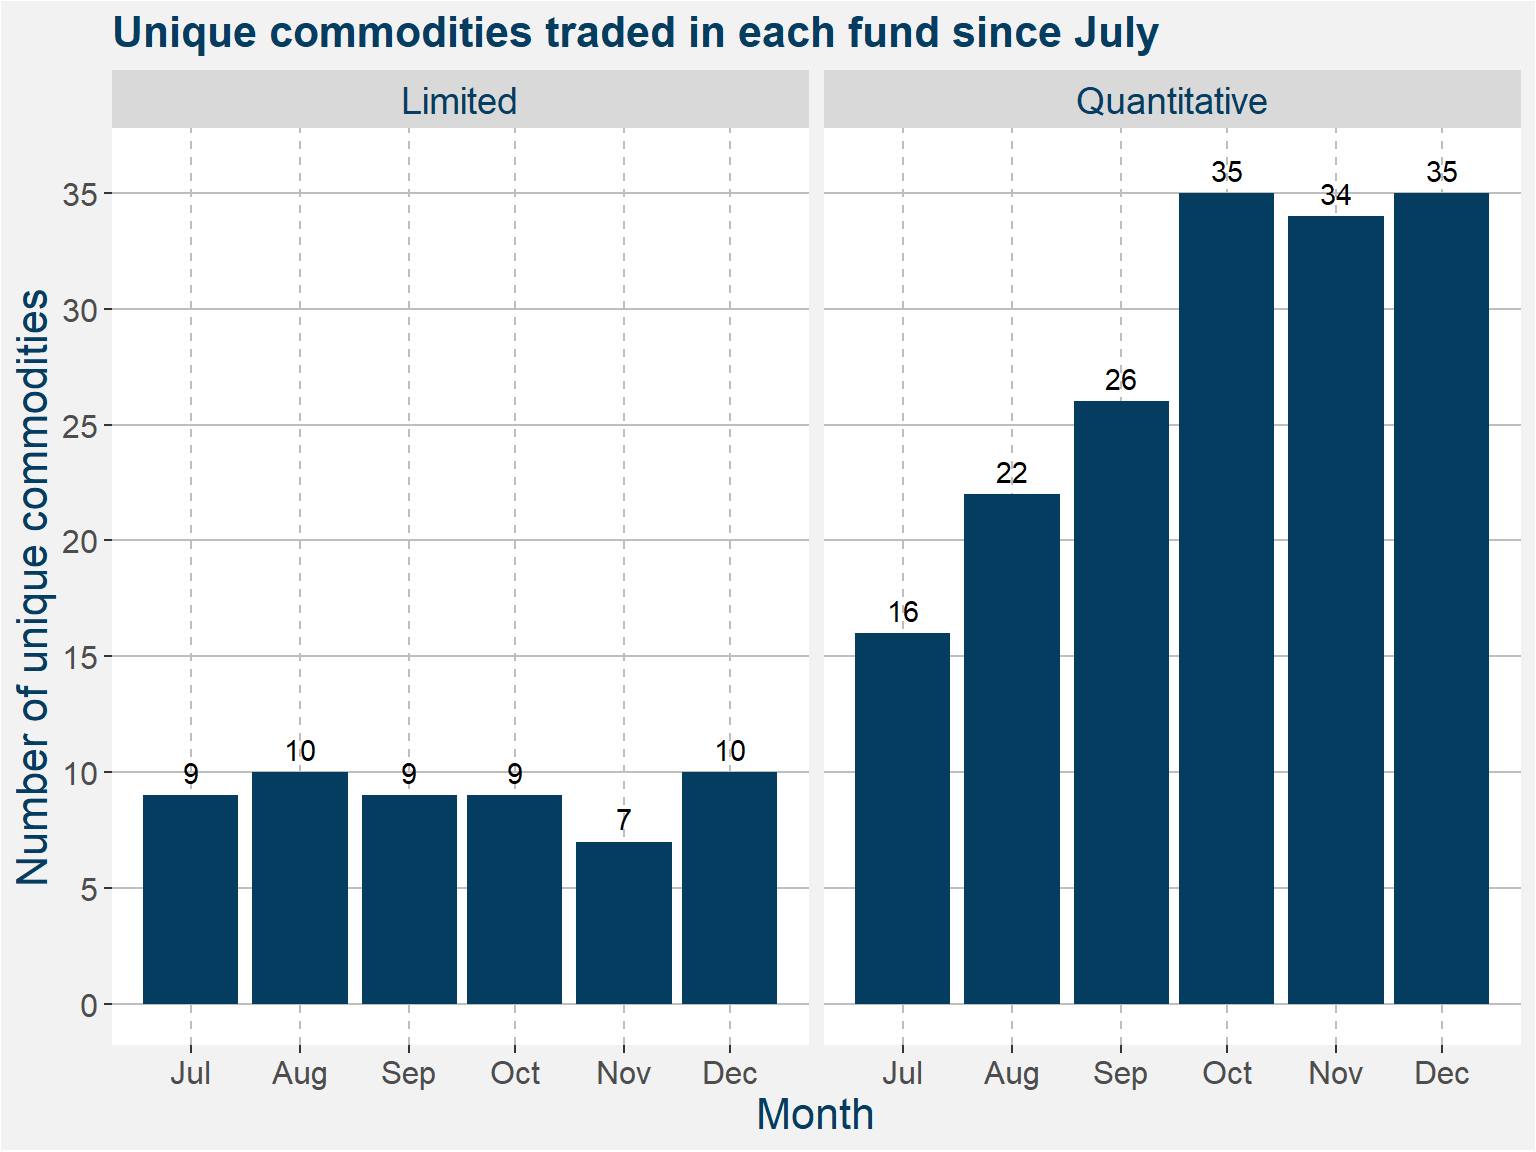 Unique commodities traded in each fund since July
Limited
Quantitative
Number of unique commodities
35
30
25
20
15
10
5
0
9
10
9
9
7
10
16
22
26
35
34
35
Jul Aug Sep Oct Nov Dec
Jul Aug Sep Oct Nov Dec
Month